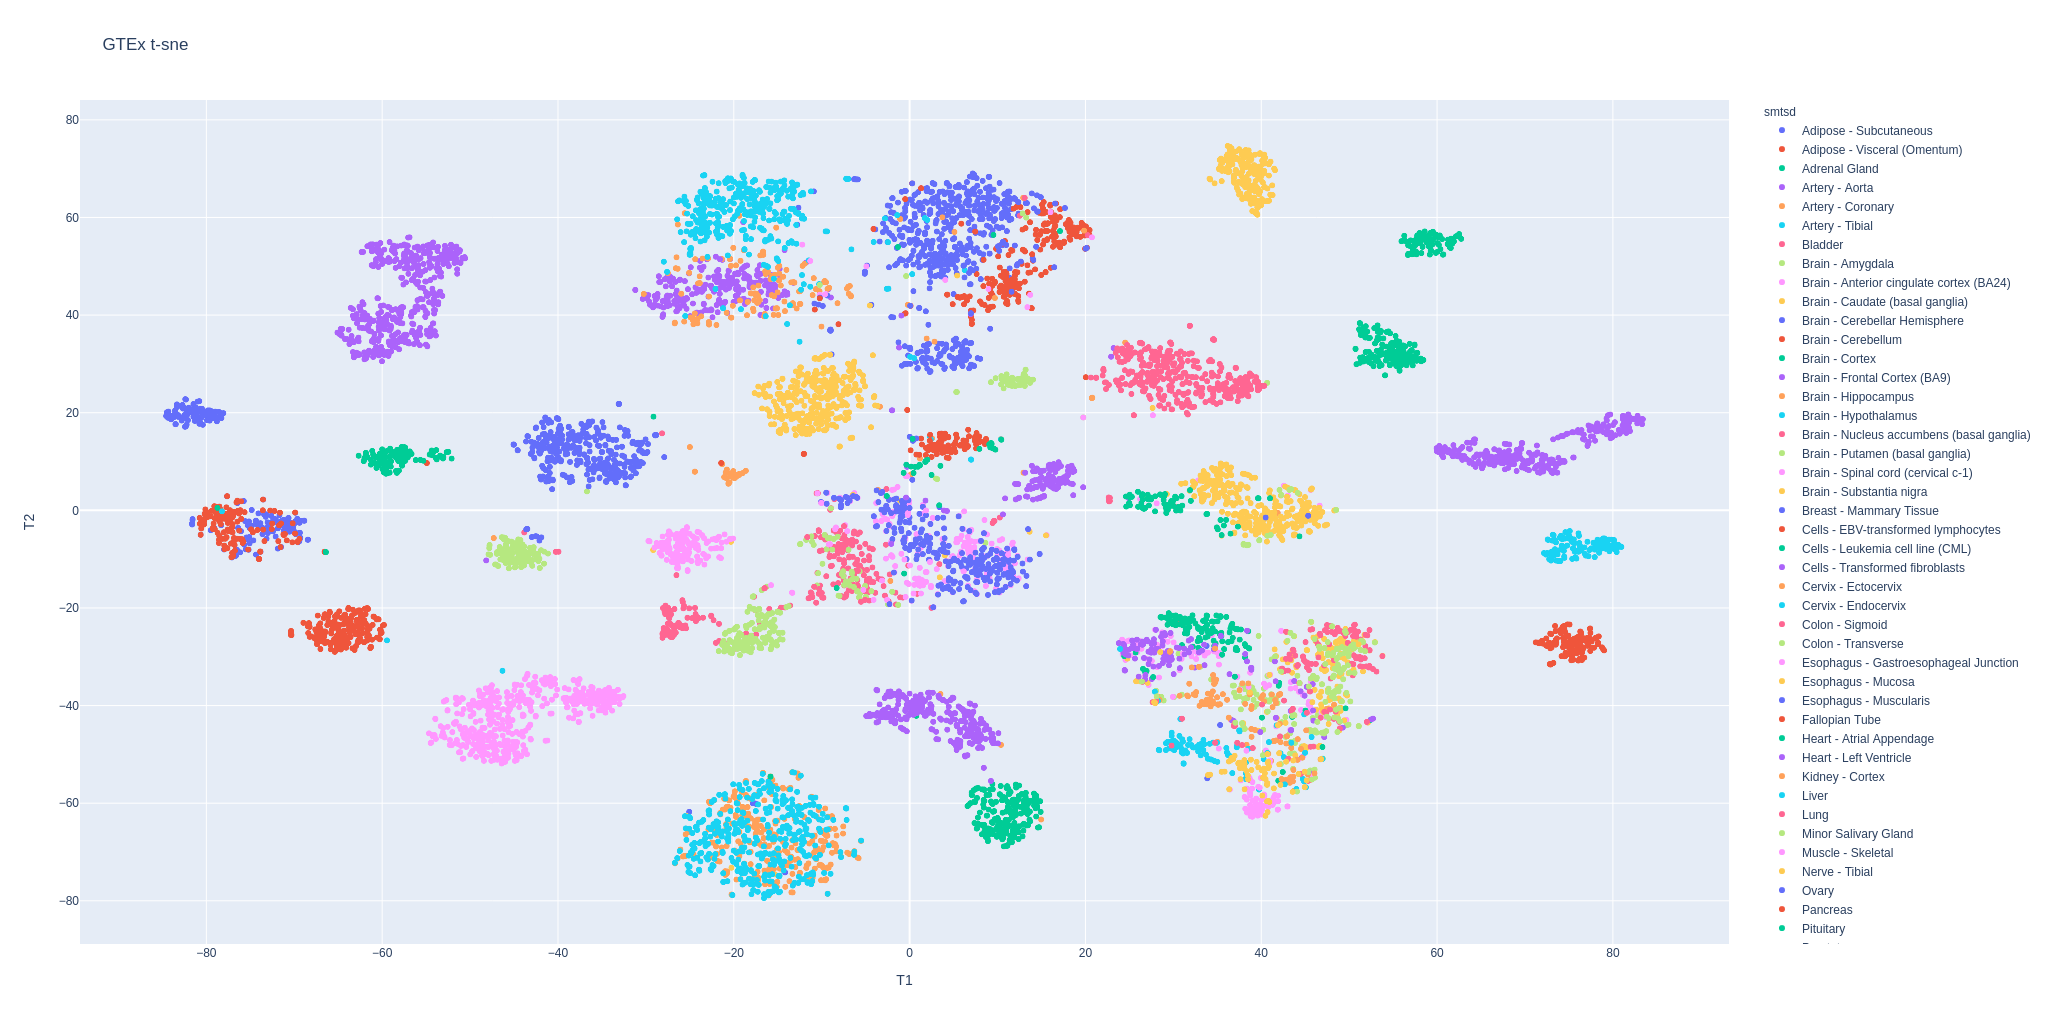 GTEx t-sne
80
60
40
20
0
−20
−40
−60
−80
T2
−80
−60
−40
−20
0
20
40
60
80
T1
smtsd
Adipose - Subcutaneous
Adipose - Visceral (Omentum)
Adrenal Gland
Artery - Aorta
Artery - Coronary
Artery - Tibial
Bladder
Brain - Amygdala
Brain - Anterior cingulate cortex (BA24)
Brain - Caudate (basal ganglia)
Brain - Cerebellar Hemisphere
Brain - Cerebellum
Brain - Cortex
Brain - Frontal Cortex (BA9)
Brain - Hippocampus
Brain - Hypothalamus
Brain - Nucleus accumbens (basal ganglia)
Brain - Putamen (basal ganglia)
Brain - Spinal cord (cervical c-1)
Brain - Substantia nigra
Breast - Mammary Tissue
Cells - EBV-transformed lymphocytes
Cells - Leukemia cell line (CML)
Cells - Transformed fibroblasts
Cervix - Ectocervix
Cervix - Endocervix
Colon - Sigmoid
Colon - Transverse
Esophagus - Gastroesophageal Junction
Esophagus - Mucosa
Esophagus - Muscularis
Fallopian Tube
Heart - Atrial Appendage
Heart - Left Ventricle
Kidney - Cortex
Liver
Lung
Minor Salivary Gland
Muscle - Skeletal
Nerve - Tibial
Ovary
Pancreas
Pituitary